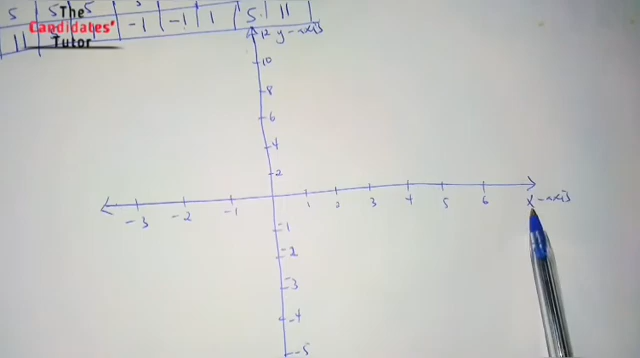 5 5 5 5 11
The
Candidates'
Tutor
11 -1 -1 1
12 y-axis
10
8
6
4
2
-3 -2 -1 1 2 3 4 5 6 x-axis
-1
-2
-3
-4
-5